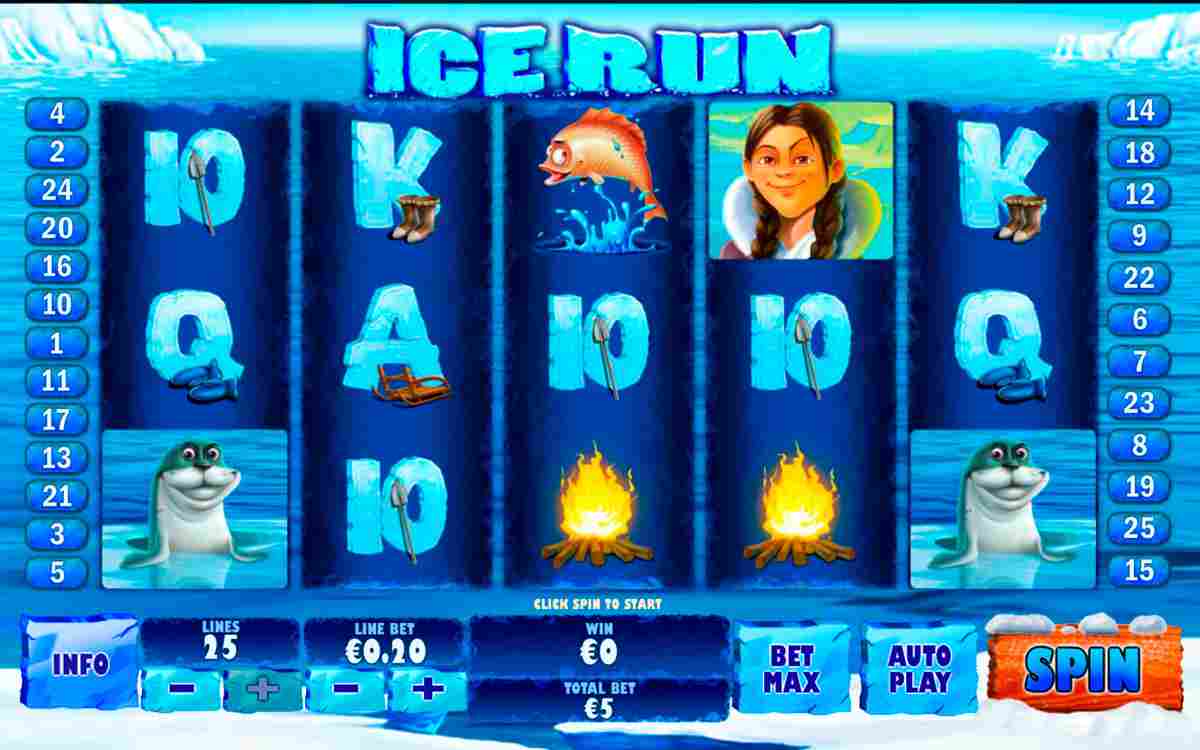 ICE RUN
4
2
24
20
16
10
1
11
17
13
21
3
5
10 K K
Q A 10 10 Q
10
14
18
12
9
22
6
7
23
8
19
25
15
CLICK SPIN TO START
INFO
LINES
25
LINE BET
€0.20
WIN
€0
TOTAL BET
€5
BET
MAX
AUTO
PLAY
SPIN